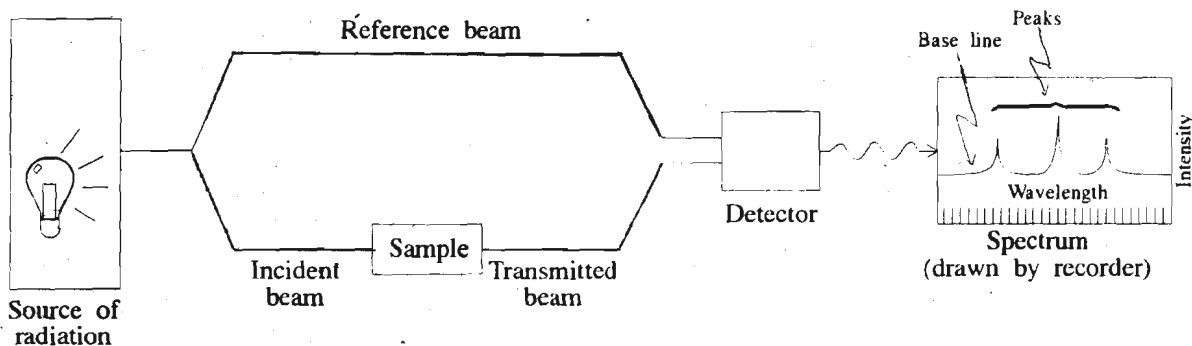 Reference beam
Peaks
Base line
Intensity
Wavelength
Detector
Sample
Spectrum
(drawn by recorder)
Incident
beam
Transmitted
beam
Source of
radiation